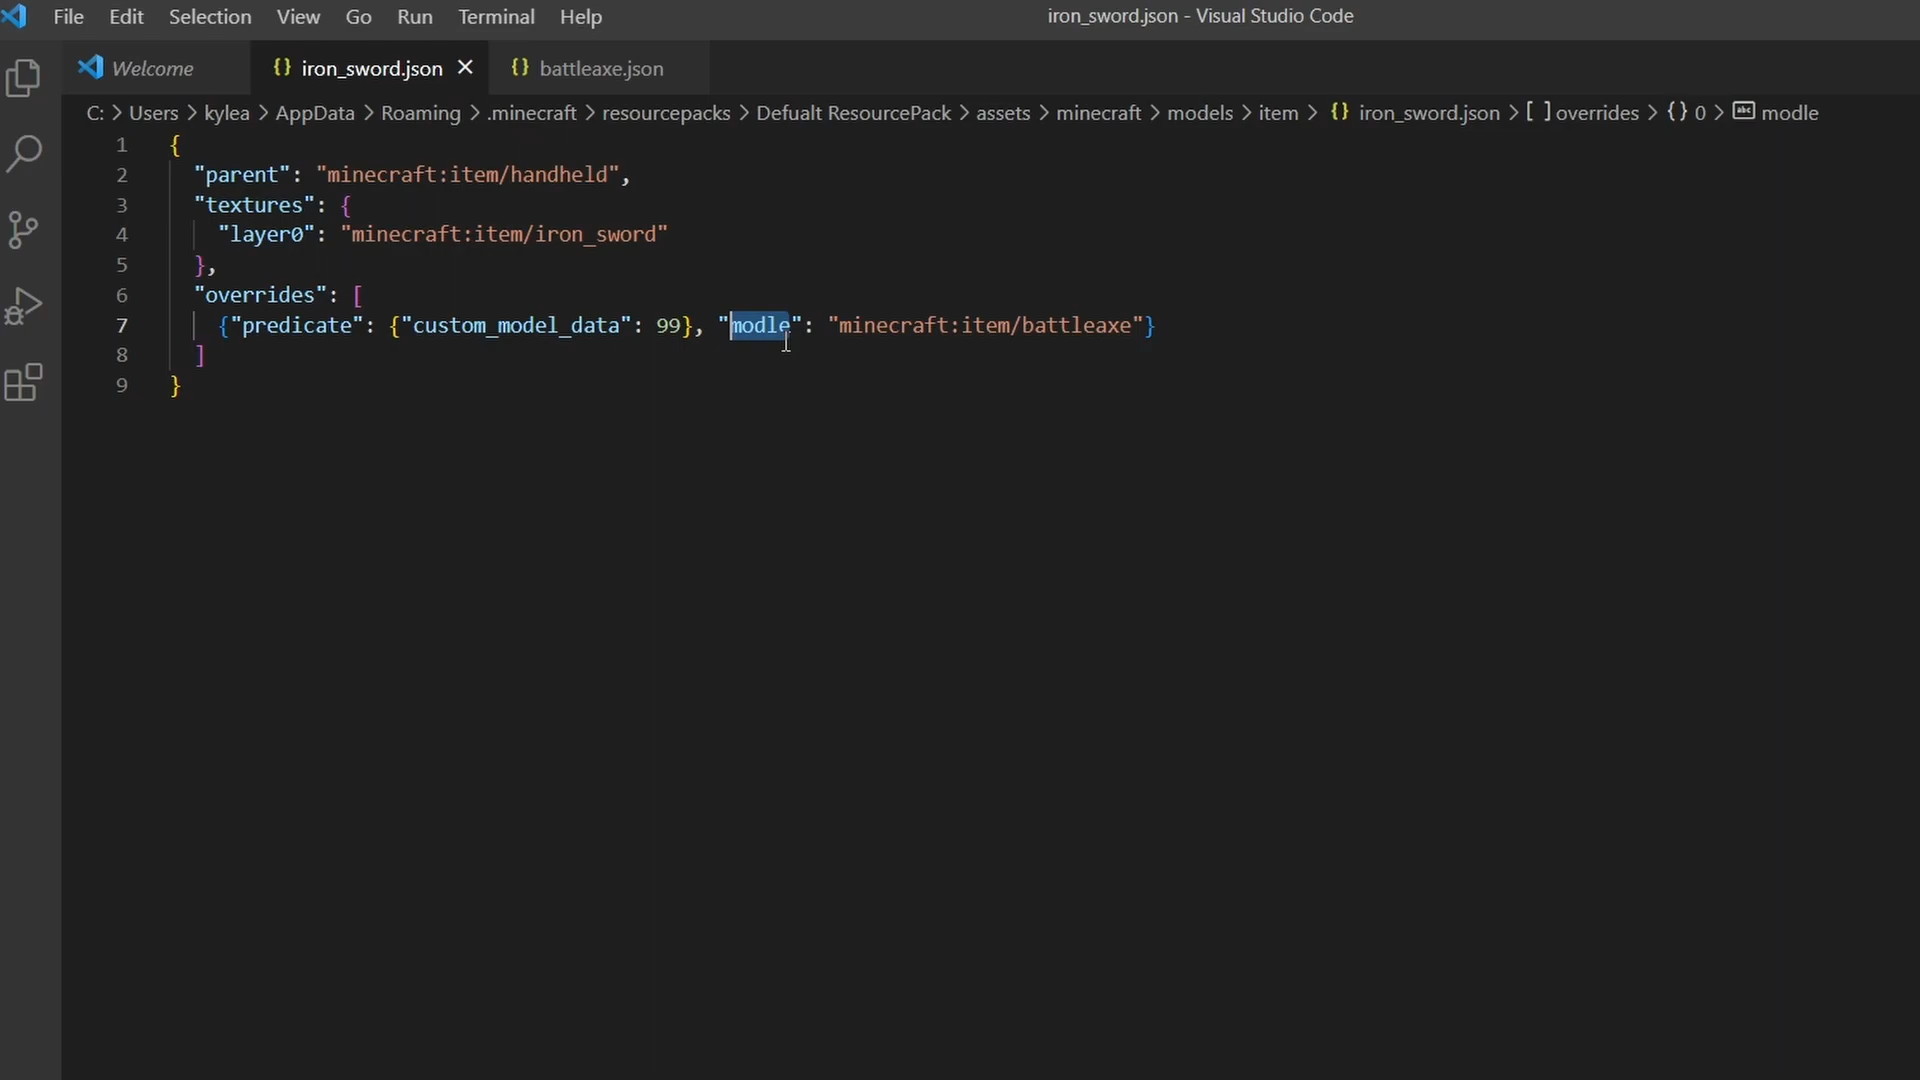 File Edit Selection View Go Run Terminal Help iron_sword.json - Visual Studio Code
Welcome {} iron_sword.json × {} battleaxe.json
C: > Users > kylea > AppData > Roaming > .minecraft > resourcepacks > Defualt ResourcePack > assets > minecraft > models > item > {} iron_sword.json > [ ] overrides > {} 0 > abc modle
1 {
2 "parent": "minecraft:item/handheld",
3 "textures": {
4 "layer0": "minecraft:item/iron_sword"
5 },
6 "overrides": [
7 {"predicate": {"custom_model_data": 99}, "modle": "minecraft:item/battleaxe"}
8 ]
9 }